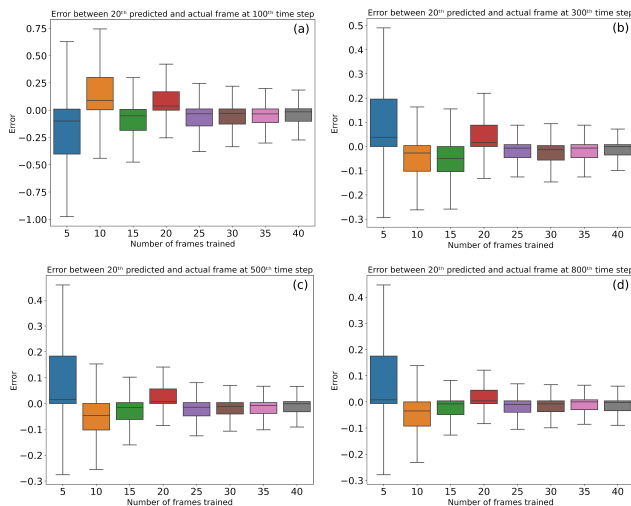 Error between 20ᵗʰ predicted and actual frame at 100ᵗʰ time step
(a)
0.75
0.50
0.25
0.00
−0.25
−0.50
−0.75
−1.00
Error
5 10 15 20 25 30 35 40
Number of frames trained
Error between 20ᵗʰ predicted and actual frame at 300ᵗʰ time step
(b)
0.5
0.4
0.3
0.2
0.1
0.0
−0.1
−0.2
−0.3
Error
5 10 15 20 25 30 35 40
Number of frames trained
Error between 20ᵗʰ predicted and actual frame at 500ᵗʰ time step
(c)
0.4
0.3
0.2
0.1
0.0
−0.1
−0.2
−0.3
Error
5 10 15 20 25 30 35 40
Number of frames trained
Error between 20ᵗʰ predicted and actual frame at 800ᵗʰ time step
(d)
0.4
0.3
0.2
0.1
0.0
−0.1
−0.2
−0.3
Error
5 10 15 20 25 30 35 40
Number of frames trained